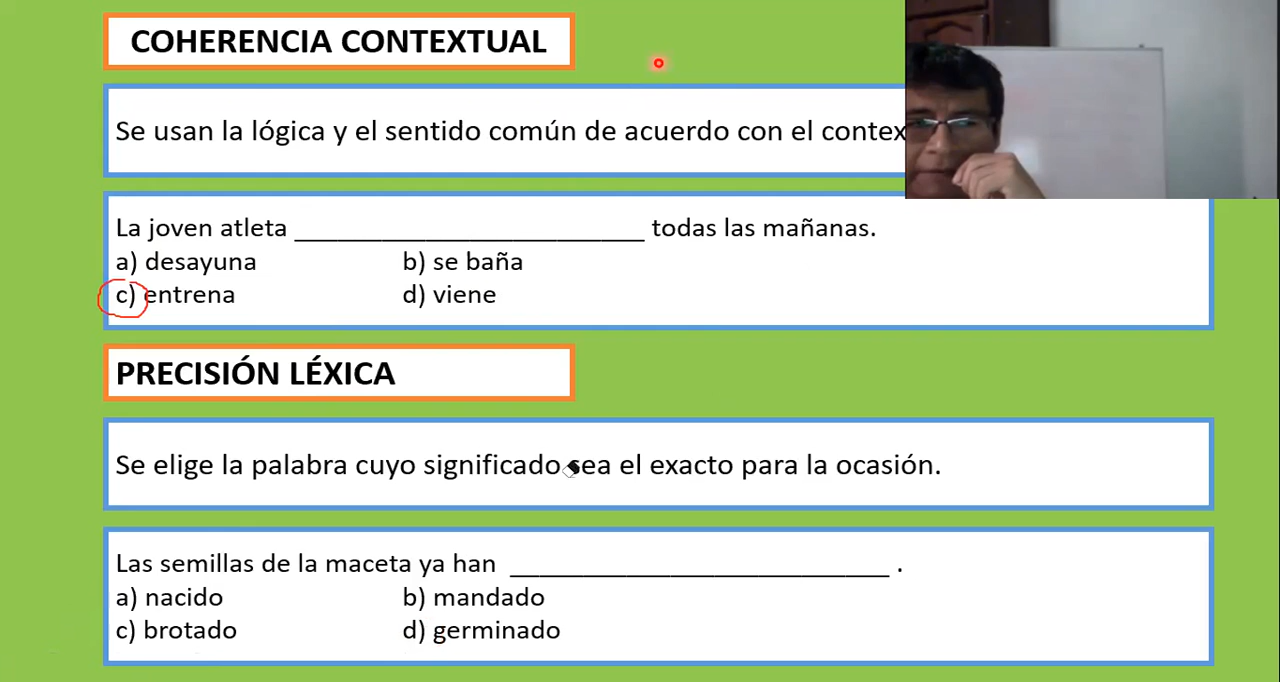 COHERENCIA CONTEXTUAL
Se usan la lógica y el sentido común de acuerdo con el contex
La joven atleta ________________________ todas las mañanas.
a) desayuna b) se baña
c) entrena d) viene
PRECISIÓN LÉXICA
Se elige la palabra cuyo significado sea el exacto para la ocasión.
Las semillas de la maceta ya han __________________________ .
a) nacido b) mandado
c) brotado d) germinado